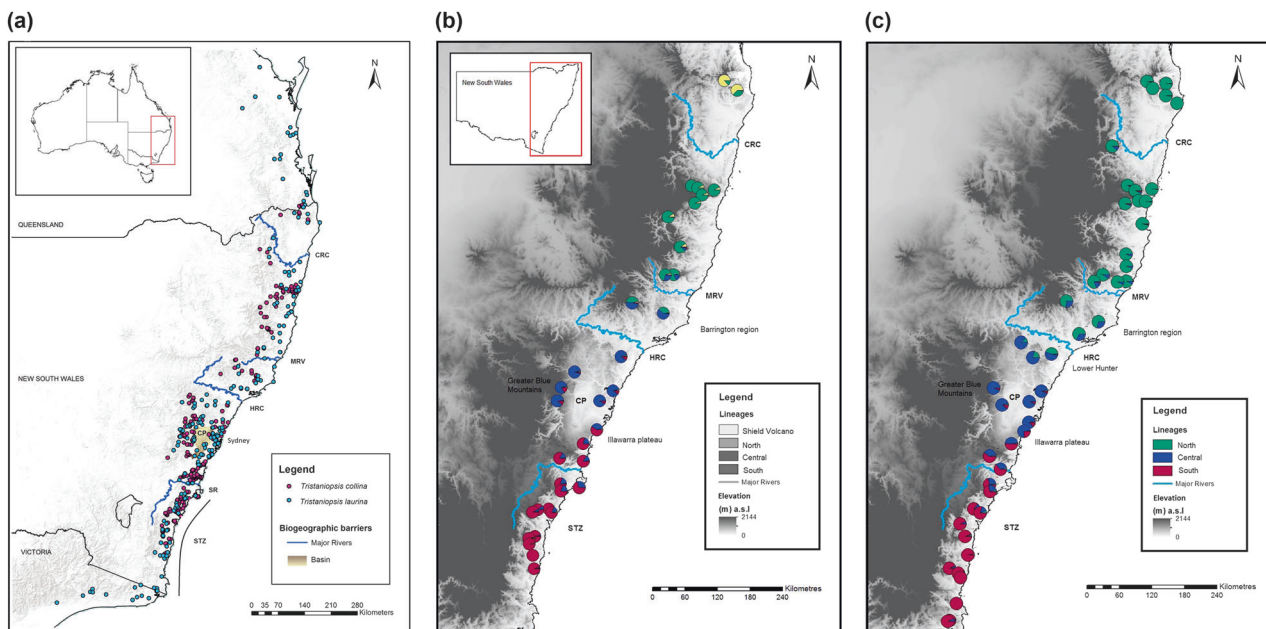 (a)
N
QUEENSLAND
CRC
NEW SOUTH WALES
MRV
HRC
CP
Sydney
SR
STZ
VICTORIA
Legend
Tristaniopsis collina
Tristaniopsis laurina
Biogeographic barriers
Major Rivers
Basin
0 35 70 140 210 280
Kilometers
(b)
New South Wales
N
CRC
MRV
Barrington region
HRC
Greater Blue
Mountains
CP
Illawarra plateau
STZ
Legend
Lineages
Shield Volcano
North
Central
South
Major Rivers
Elevation
(m) a.s.l
2144
0
Kilometres
0 60 120 180 240
(c)
N
CRC
MRV
Barrington region
HRC
Lower Hunter
Greater Blue
Mountains
CP
Illawarra plateau
STZ
Legend
Lineages
North
Central
South
Major Rivers
Elevation
(m) a.s.l
2144
0
Kilometres
0 60 120 180 240